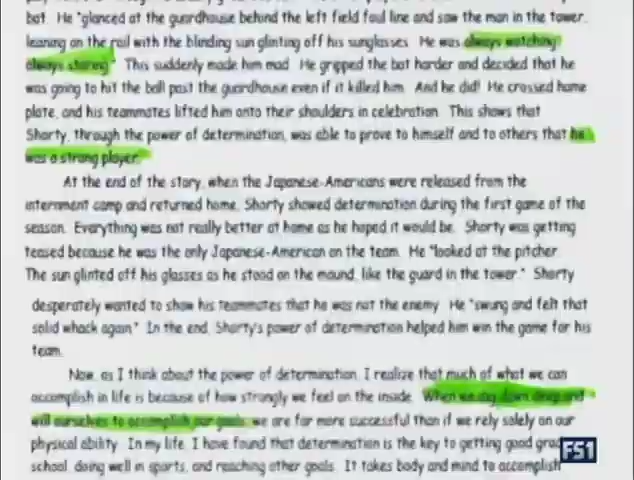 bat. He "glanced at the guardhouse behind the left field foul line and saw the man in the tower,
leaning on the rail with the blinding sun glinting off his sunglasses. He was always watching
always staring" This suddenly made him mad. He gripped the bat harder and decided that he
was going to hit the ball past the guardhouse even if it killed him. And he did! He crossed home
plate, and his teammates lifted him onto their shoulders in celebration. This shows that
Shorty, through the power of determination, was able to prove to himself and to others that he
was a strong player."
At the end of the story, when the Japanese-Americans were released from the
internment camp and returned home, Shorty showed determination during the first game of the
season. Everything was not really better at home as he hoped it would be. Shorty was getting
teased because he was the only Japanese-American on the team. He "looked at the pitcher.
The sun glinted off his glasses as he stood on the mound, like the guard in the tower." Shorty
desperately wanted to show his teammates that he was not the enemy. He "swung and felt that
solid whack again" In the end, Shorty's power of determination helped him win the game for his
team.
Now, as I think about the power of determination, I realize that much of what we can
accomplish in life is because of how strongly we feel on the inside. When we dig down deep and
will ourselves to accomplish our goals, we are far more successful than if we rely solely on our
physical ability. In my life, I have found that determination is the key to getting good grad
school, doing well in sports, and reaching other goals. It takes body and mind to accomplish
FS1